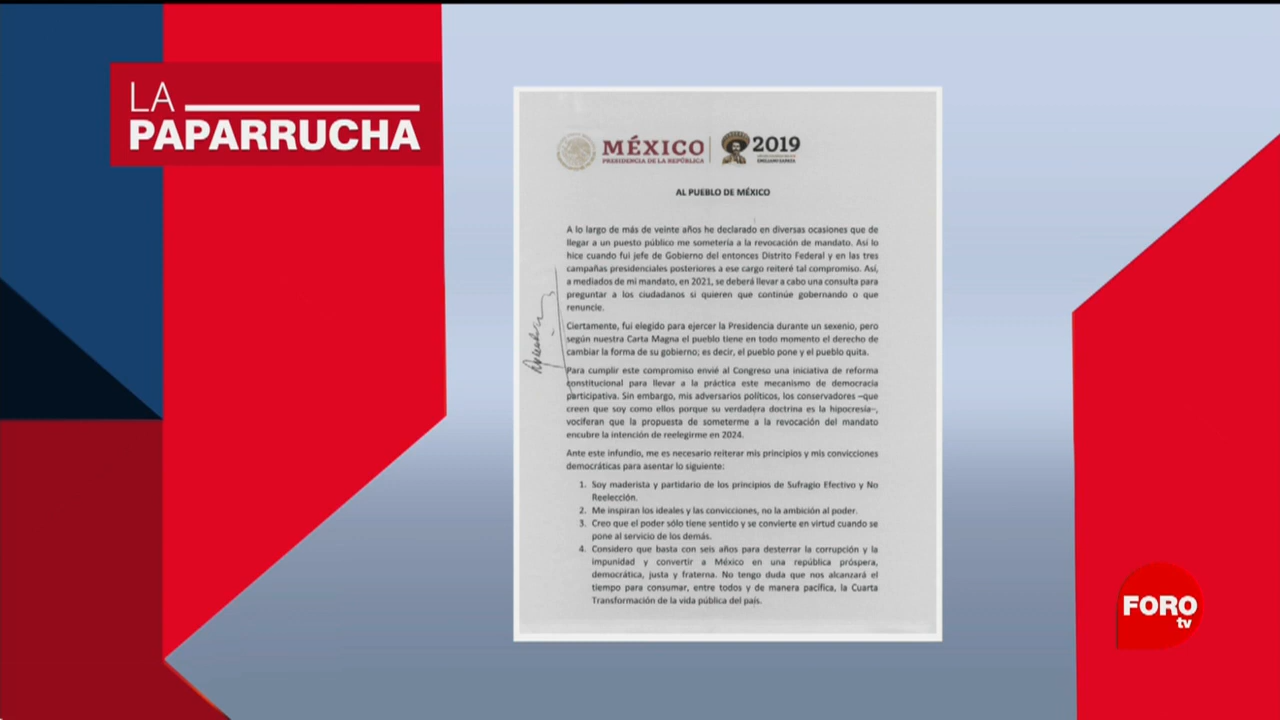 LA
PAPARRUCHA
MÉXICO
PRESIDENCIA DE LA REPÚBLICA
2019
EMILIANO ZAPATA
AL PUEBLO DE MÉXICO
A lo largo de más de veinte años he declarado en diversas ocasiones que de
llegar a un puesto público me sometería a la revocación de mandato. Así lo
hice cuando fui jefe de Gobierno del entonces Distrito Federal y en las tres
campañas presidenciales posteriores a ese cargo reiteré tal compromiso. Así,
a mediados de mi mandato, en 2021, se deberá llevar a cabo una consulta para
preguntar a los ciudadanos si quieren que continúe gobernando o que
renuncie.
Ciertamente, fui elegido para ejercer la Presidencia durante un sexenio, pero
según nuestra Carta Magna el pueblo tiene en todo momento el derecho de
cambiar la forma de su gobierno; es decir, el pueblo pone y el pueblo quita.
Para cumplir este compromiso envié al Congreso una iniciativa de reforma
constitucional para llevar a la práctica este mecanismo de democracia
participativa. Sin embargo, mis adversarios políticos, los conservadores –que
creen que soy como ellos porque su verdadera doctrina es la hipocresía–,
vociferan que la propuesta de someterme a la revocación del mandato
encubre la intención de reelegirme en 2024.
Ante este infundio, me es necesario reiterar mis principios y mis convicciones
democráticas para asentar lo siguiente:
1. Soy maderista y partidario de los principios de Sufragio Efectivo y No
Reelección.
2. Me inspiran los ideales y las convicciones, no la ambición al poder.
3. Creo que el poder sólo tiene sentido y se convierte en virtud cuando se
pone al servicio de los demás.
4. Considero que basta con seis años para desterrar la corrupción y la
impunidad y convertir a México en una república próspera,
democrática, justa y fraterna. No tengo duda que nos alcanzará el
tiempo para consumar, entre todos y de manera pacífica, la Cuarta
Transformación de la vida pública del país.
FORO
tv